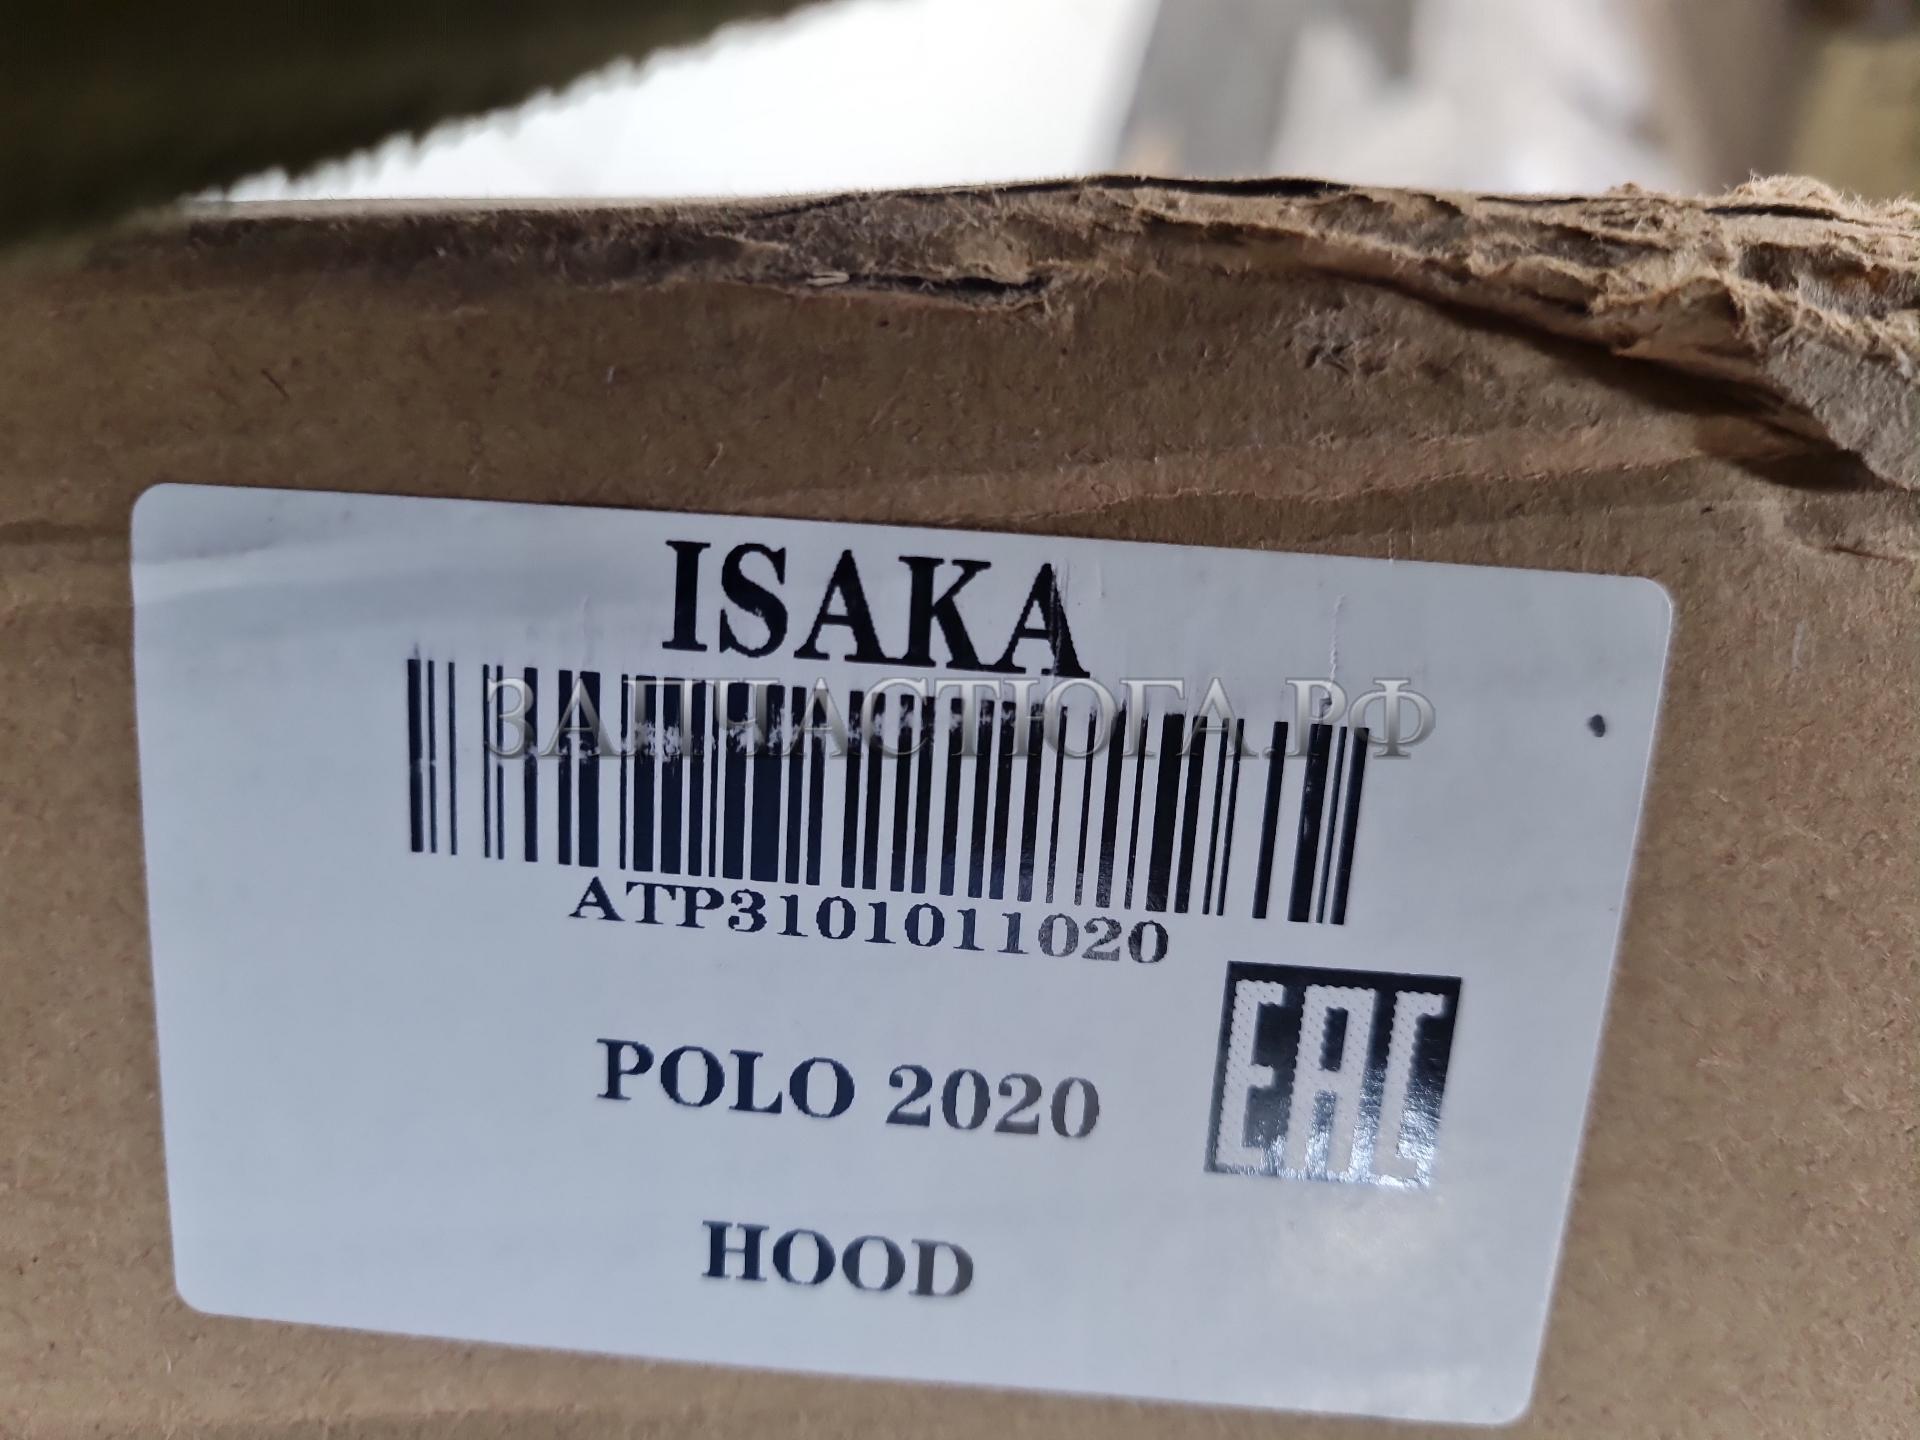 ISAKA
ЗАПЧАСТЮГА.РФ
ATP3101011020
POLO 2020
EAC
HOOD